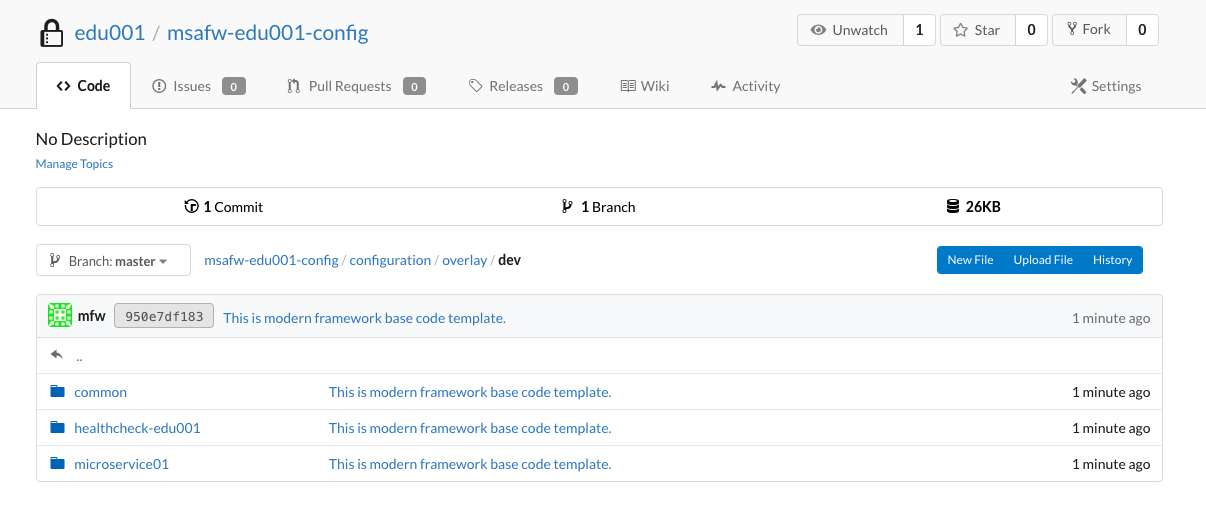 edu001 / msafw-edu001-config Unwatch 1 Star 0 Fork 0
Code Issues 0 Pull Requests 0 Releases 0 Wiki Activity Settings
No Description
Manage Topics
1 Commit 1 Branch 26KB
Branch: master msafw-edu001-config / configuration / overlay / dev New File Upload File History
mfw 950e7df183 This is modern framework base code template. 1 minute ago
..
common This is modern framework base code template. 1 minute ago
healthcheck-edu001 This is modern framework base code template. 1 minute ago
microservice01 This is modern framework base code template. 1 minute ago